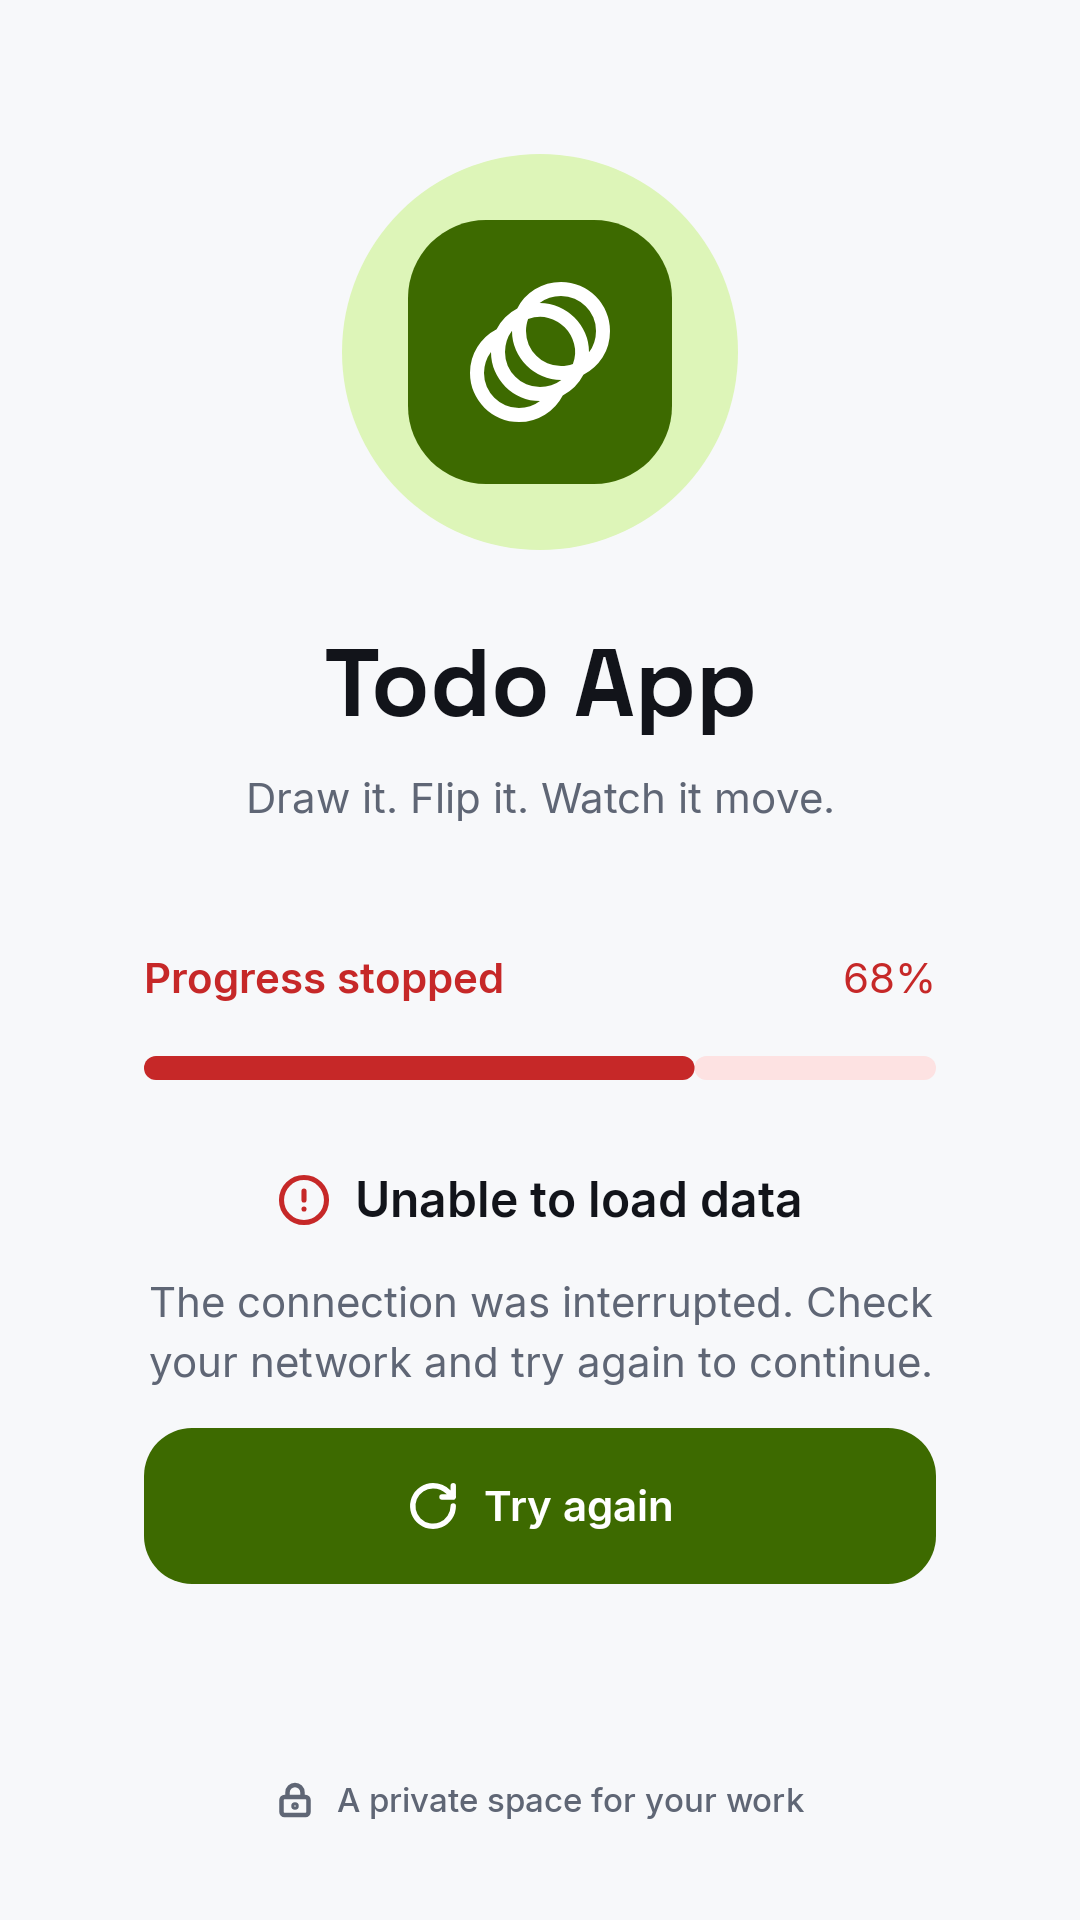 Todo App
Draw it. Flip it. Watch it move.
Progress stopped 68%
Unable to load data
The connection was interrupted. Check
your network and try again to continue.
Try again
A private space for your work